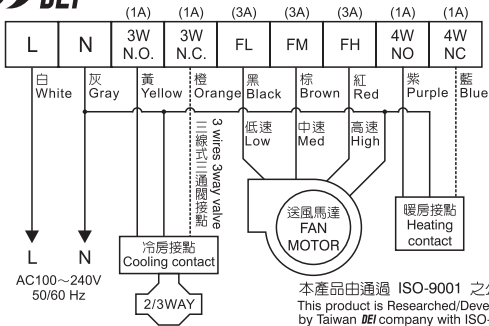 DEI
(1A) (1A) (3A) (3A) (3A) (1A) (1A)
L N 3W N.O. 3W N.C. FL FM FH 4W NO 4W NC
白 灰 黃 橙 黑 棕 紅 紫 藍
White Gray Yellow Orange Black Brown Red Purple Blue
低速 中速 高速
Low Med High
3 wires 3way valve
三線式三通閥接點
送風馬達
FAN
MOTOR
暖房接點
Heating
contact
冷房接點
Cooling contact
2/3WAY
L N
AC100～240V
50/60 Hz
本產品由通過 ISO-9001 之
This product is Researched/Deve
by Taiwan DEI company with ISO-